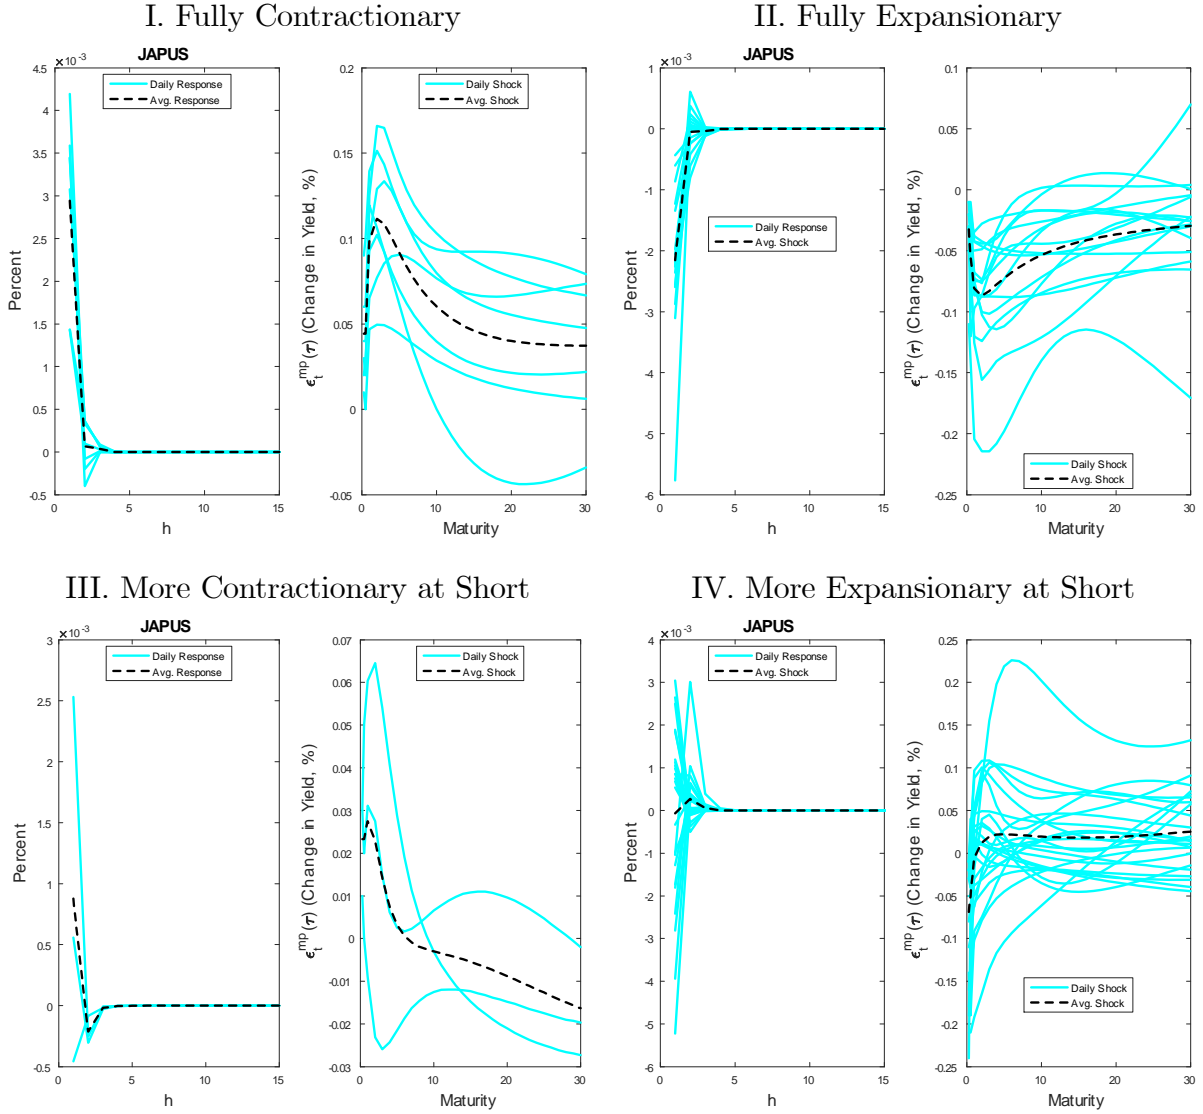 I. Fully Contractionary
II. Fully Expansionary
×10⁻³
JAPUS
Daily Response
Avg. Response
Percent
4.5
4
3.5
3
2.5
2
1.5
1
0.5
0
-0.5
0 5 10 15
h
Daily Shock
Avg. Shock
ϵₜᵐᵖ(τ) (Change in Yield, %)
0.2
0.15
0.1
0.05
0
-0.05
0 10 20 30
Maturity
×10⁻³
JAPUS
Daily Response
Avg. Shock
Percent
1
0
-1
-2
-3
-4
-5
-6
0 5 10 15
h
Daily Shock
Avg. Shock
ϵₜᵐᵖ(τ) (Change in Yield, %)
0.1
0.05
0
-0.05
-0.1
-0.15
-0.2
-0.25
0 10 20 30
Maturity
III. More Contractionary at Short
IV. More Expansionary at Short
×10⁻³
JAPUS
Daily Response
Avg. Response
Percent
3
2.5
2
1.5
1
0.5
0
-0.5
0 5 10 15
h
Daily Shock
Avg. Shock
ϵₜᵐᵖ(τ) (Change in Yield, %)
0.07
0.06
0.05
0.04
0.03
0.02
0.01
0
-0.01
-0.02
-0.03
0 10 20 30
Maturity
×10⁻³
JAPUS
Daily Response
Avg. Shock
Percent
4
3
2
1
0
-1
-2
-3
-4
-5
-6
0 5 10 15
h
Daily Shock
Avg. Shock
ϵₜᵐᵖ(τ) (Change in Yield, %)
0.25
0.2
0.15
0.1
0.05
0
-0.05
-0.1
-0.15
-0.2
-0.25
0 10 20 30
Maturity